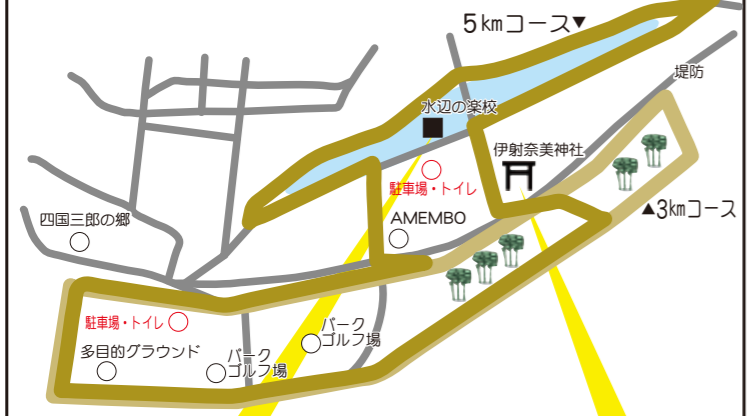 5kmコース▼
堤防
水辺の楽校
伊射奈美神社
駐車場・トイレ
▲3kmコース
四国三郎の郷
AMEMBO
駐車場・トイレ
パーク
ゴルフ場
多目的グラウンド
パーク
ゴルフ場